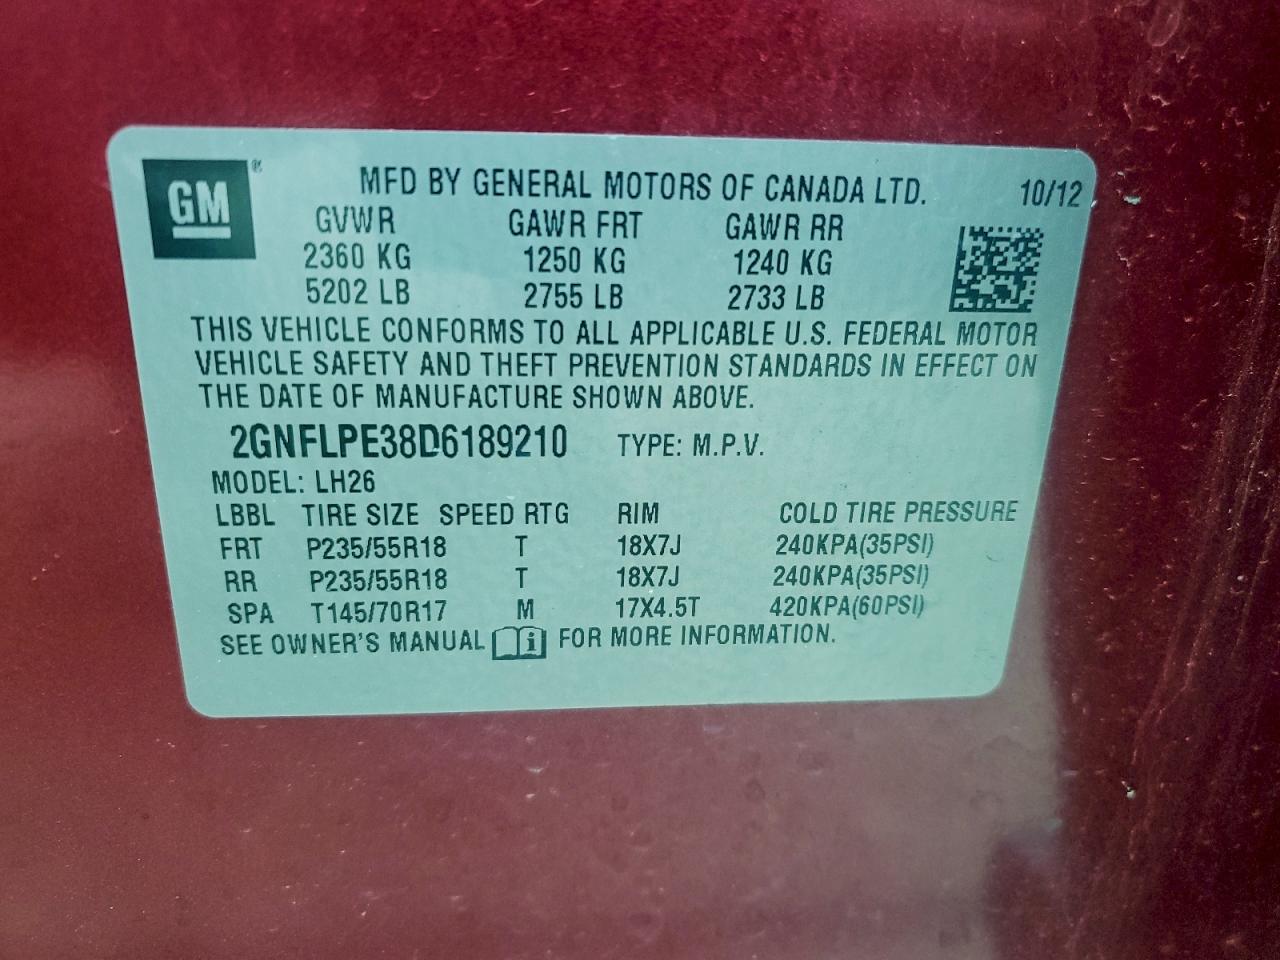 GM ® MFD BY GENERAL MOTORS OF CANADA LTD. 10/12
GVWR GAWR FRT GAWR RR
2360 KG 1250 KG 1240 KG
5202 LB 2755 LB 2733 LB
THIS VEHICLE CONFORMS TO ALL APPLICABLE U.S. FEDERAL MOTOR
VEHICLE SAFETY AND THEFT PREVENTION STANDARDS IN EFFECT ON
THE DATE OF MANUFACTURE SHOWN ABOVE.
2GNFLPE38D6189210 TYPE: M.P.V.
MODEL: LH26
LBBL TIRE SIZE SPEED RTG RIM COLD TIRE PRESSURE
FRT P235/55R18 T 18X7J 240KPA(35PSI)
RR P235/55R18 T 18X7J 240KPA(35PSI)
SPA T145/70R17 M 17X4.5T 420KPA(60PSI)
SEE OWNER'S MANUAL i FOR MORE INFORMATION.